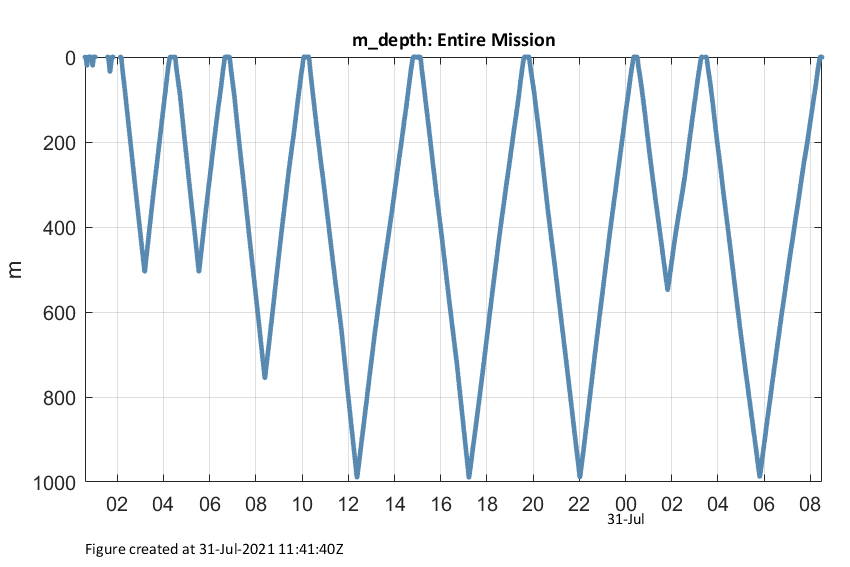 m_depth: Entire Mission
0
200
400
600
800
1000
m
02 04 06 08 10 12 14 16 18 20 22 00 02 04 06 08
31-Jul
Figure created at 31-Jul-2021 11:41:40Z